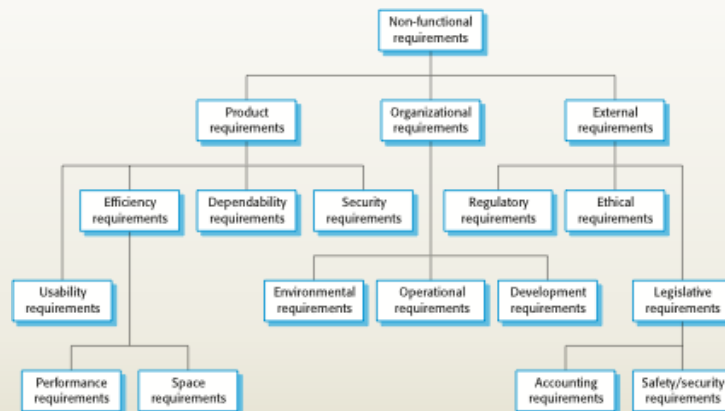 Non-functional
requirements
Product
requirements
Organizational
requirements
External
requirements
Efficiency
requirements
Dependability
requirements
Security
requirements
Regulatory
requirements
Ethical
requirements
Usability
requirements
Environmental
requirements
Operational
requirements
Development
requirements
Legislative
requirements
Performance
requirements
Space
requirements
Accounting
requirements
Safety/security
requirements